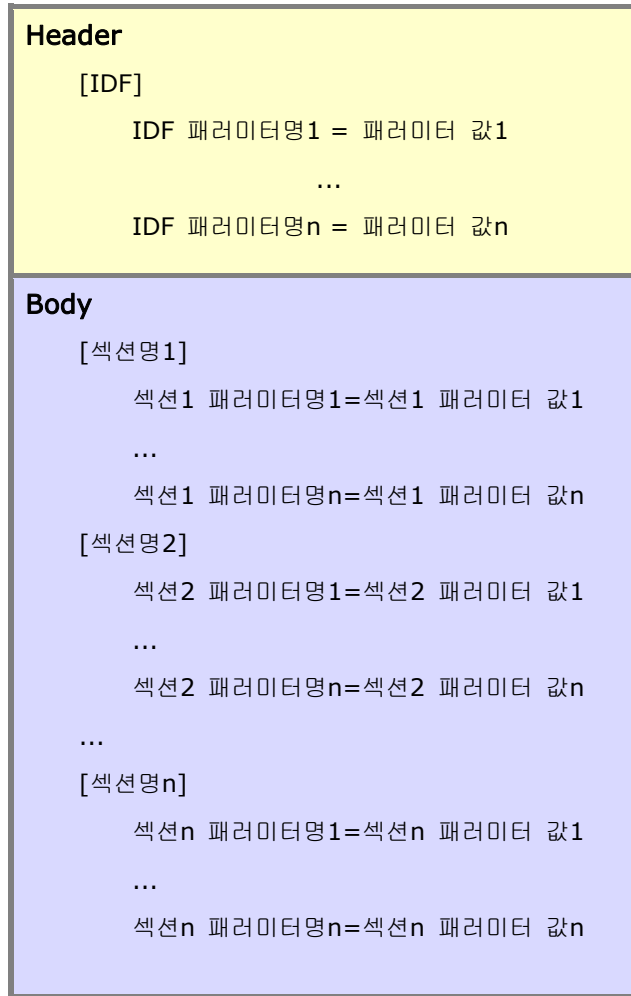 Header
[IDF]
IDF 패러미터명1 = 패러미터 값1
...
IDF 패러미터명n = 패러미터 값n
Body
[섹션명1]
섹션1 패러미터명1=섹션1 패러미터 값1
...
섹션1 패러미터명n=섹션1 패러미터 값n
[섹션명2]
섹션2 패러미터명1=섹션2 패러미터 값1
...
섹션2 패러미터명n=섹션2 패러미터 값n
...
[섹션명n]
섹션n 패러미터명1=섹션n 패러미터 값1
...
섹션n 패러미터명n=섹션n 패러미터 값n